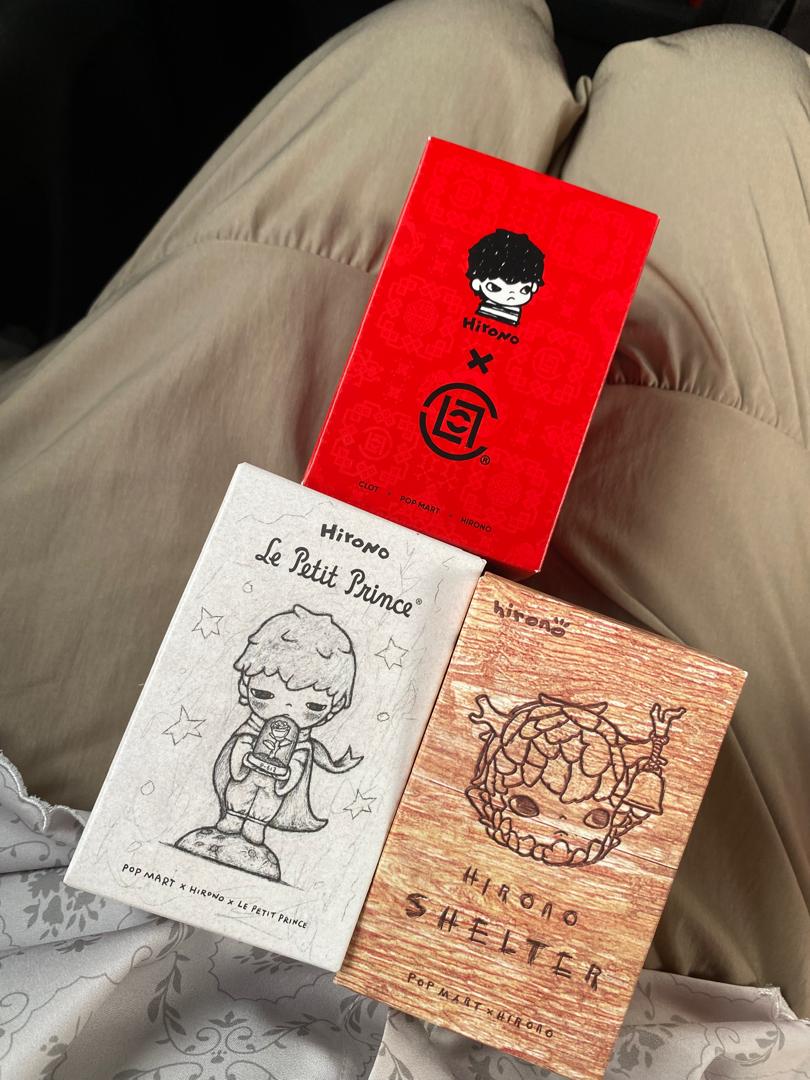 Hirono
×
®
CLOT × POP MART × HIRONO
Hirono
Le Petit Prince®
B-612
POP MART x HIRONO x LE PETIT PRINCE
hirono
HIRONO
SHELTER
POP MART x HIRONO